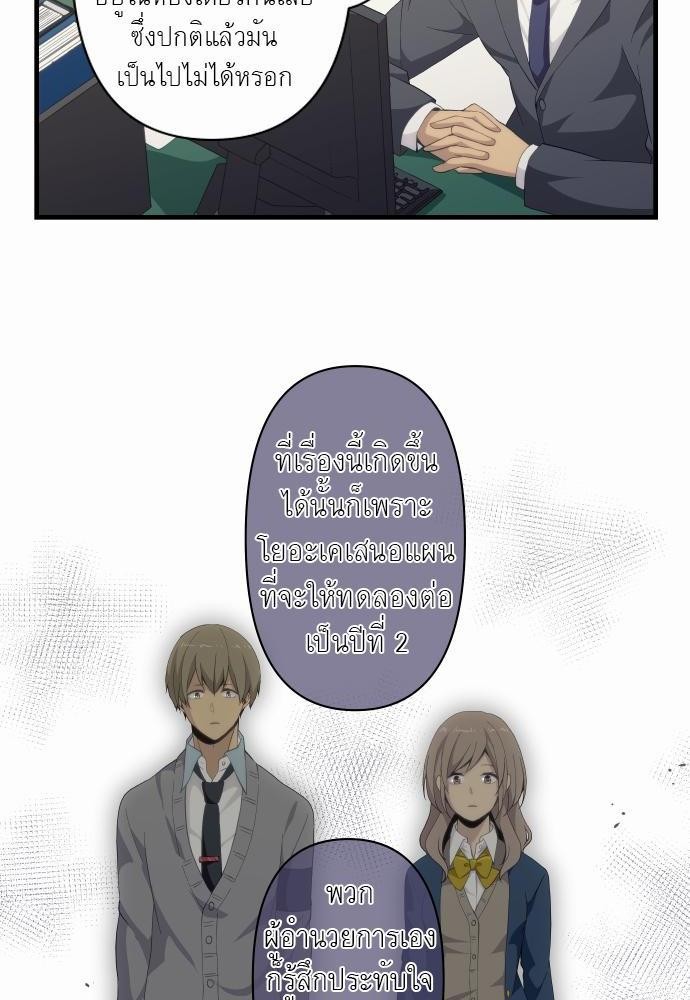 ซึ่งปกติแล้วมัน
เป็นไปไม่ได้หรอก
ที่เรื่องนี้เกิดขึ้น
ได้นั้นก็เพราะ
โยอะเคเสนอแผน
ที่จะให้ทดลองต่อ
เป็นปีที่ 2
พวก
ผู้อำนวยการเอง
ก็รู้สึกประทับใจ